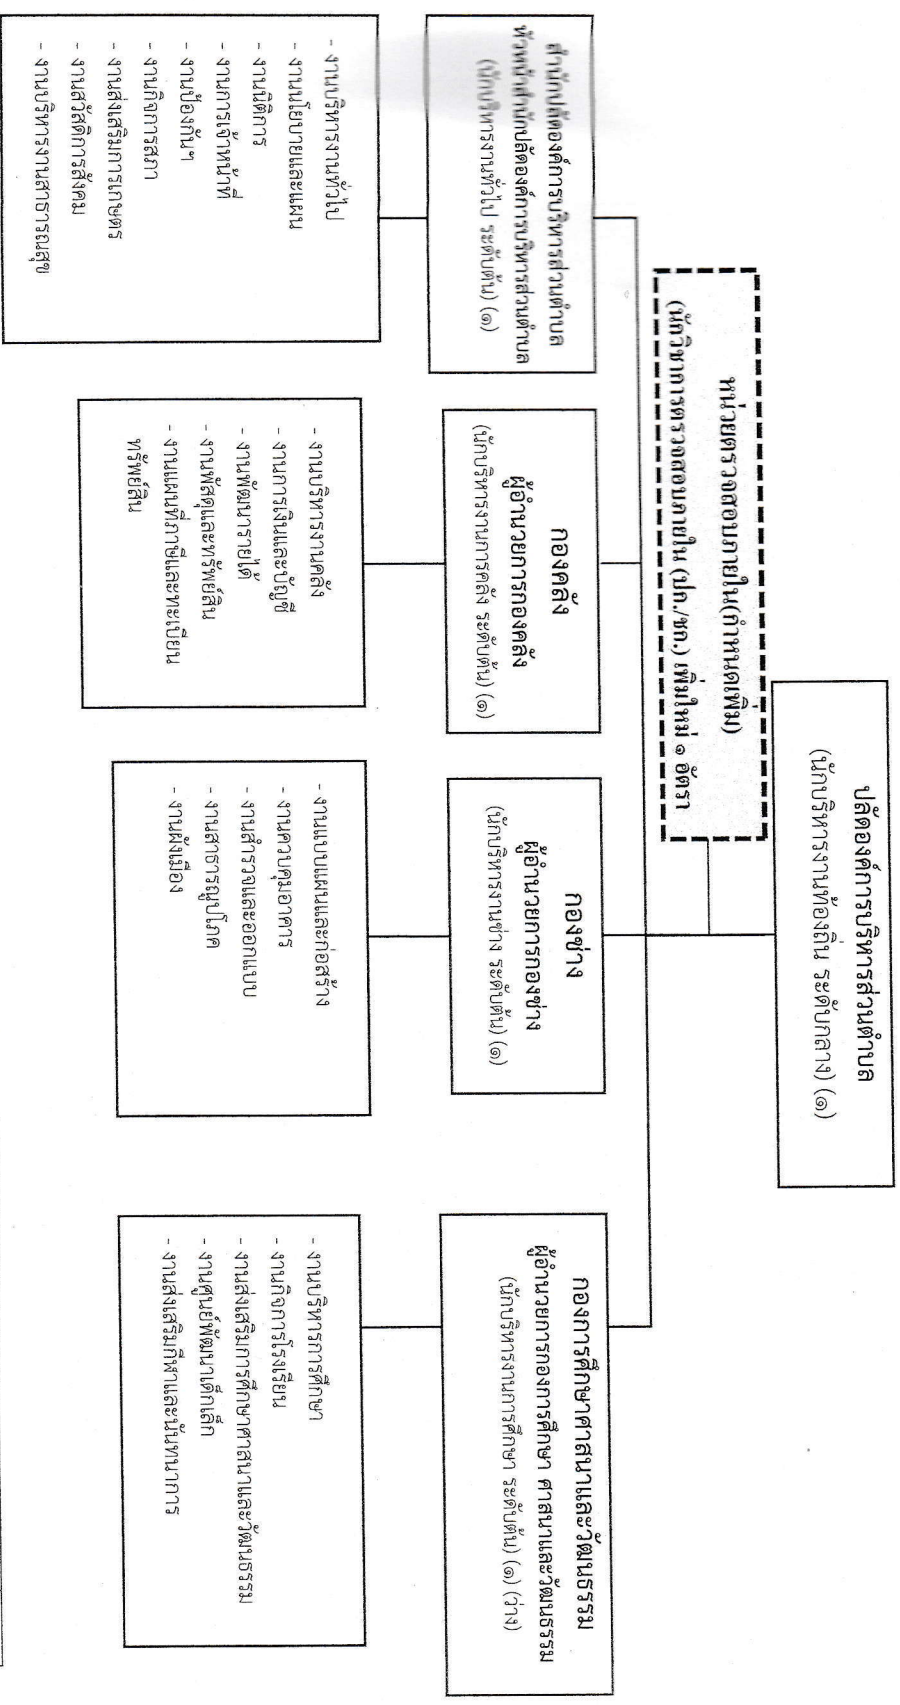 ปลัดองค์การบริหารส่วนตำบล
(นักบริหารงานท้องถิ่น ระดับกลาง) (๑)
หน่วยตรวจสอบภายใน(กำหนดเพิ่ม)
(นักวิชาการตรวจสอบภายใน (ปก./ชก.) เพิ่มใหม่ ๑ อัตรา
สำนักปลัดองค์การบริหารส่วนตำบล
หัวหน้าสำนักปลัดองค์การบริหารส่วนตำบล
(นักบริหารงานทั่วไป ระดับต้น) (๑)
- งานบริหารงานทั่วไป
- งานนโยบายและแผน
- งานนิติการ
- งานการเจ้าหน้าที่
- งานป้องกันฯ
- งานกิจการสภา
- งานส่งเสริมการเกษตร
- งานสวัสดิการสังคม
- งานบริหารงานสาธารณสุข
กองคลัง
ผู้อำนวยการกองคลัง
(นักบริหารงานการคลัง ระดับต้น) (๑)
- งานบริหารงานคลัง
- งานการเงินและบัญชี
- งานพัฒนารายได้
- งานพัสดุและทรัพย์สิน
- งานแผนที่ภาษีและทะเบียน
ทรัพย์สิน
กองช่าง
ผู้อำนวยการกองช่าง
(นักบริหารงานช่าง ระดับต้น) (๑)
- งานแบบแผนและก่อสร้าง
- งานควบคุมอาคาร
- งานสำรวจและออกแบบ
- งานสาธารณูปโภค
- งานผังเมือง
กองการศึกษาศาสนาและวัฒนธรรม
ผู้อำนวยการกองการศึกษา ศาสนาและวัฒนธรรม
(นักบริหารงานการศึกษา ระดับต้น) (๑) (ว่าง)
- งานบริหารการศึกษา
- งานกิจการโรงเรียน
- งานส่งเสริมการศึกษาศาสนาและวัฒนธรรม
- งานศูนย์พัฒนาเด็กเล็ก
- งานส่งเสริมกีฬาและนันทนาการ